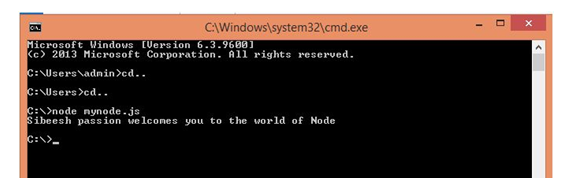 C:\Windows\system32\cmd.exe
Microsoft Windows [Version 6.3.9600]
(c) 2013 Microsoft Corporation. All rights reserved.
C:\Users\admin>cd..
C:\Users>cd..
C:\>node mynode.js
Sibeesh passion welcomes you to the world of Node
C:\>_